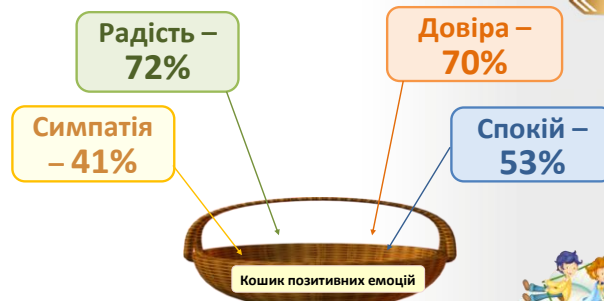 Радість –
72%
Довіра –
70%
Симпатія
– 41%
Спокій –
53%
Кошик позитивних емоцій